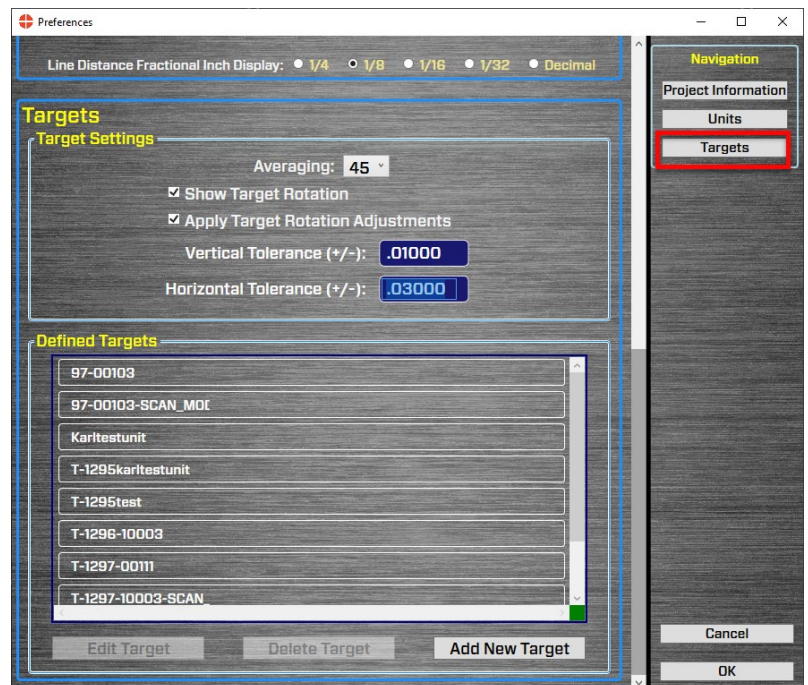 Preferences
Line Distance Fractional Inch Display: 1/4 1/8 1/16 1/32 Decimal
Targets
Target Settings
Averaging: 45
Show Target Rotation
Apply Target Rotation Adjustments
Vertical Tolerance (+/-): .01000
Horizontal Tolerance (+/-): .03000
Defined Targets
97-00103
97-00103-SCAN_MOD
Karltestunit
T-1295karltestunit
T-1295test
T-1296-10003
T-1297-00111
T-1297-10003-SCAN_
Edit Target Delete Target Add New Target
Navigation
Project Information
Units
Targets
Cancel
OK